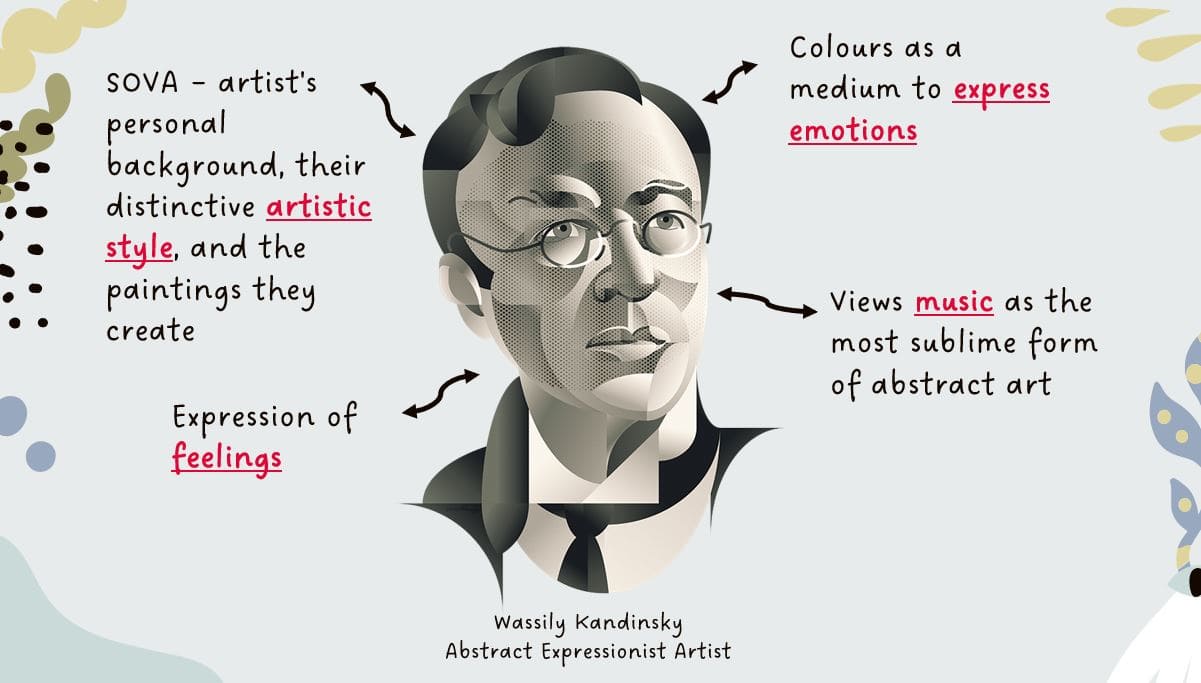 SOVA - artist's
personal
background, their
distinctive artistic
style, and the
paintings they
create
Expression of
feelings
Colours as a
medium to express
emotions
Views music as the
most sublime form
of abstract art
Wassily Kandinsky
Abstract Expressionist Artist